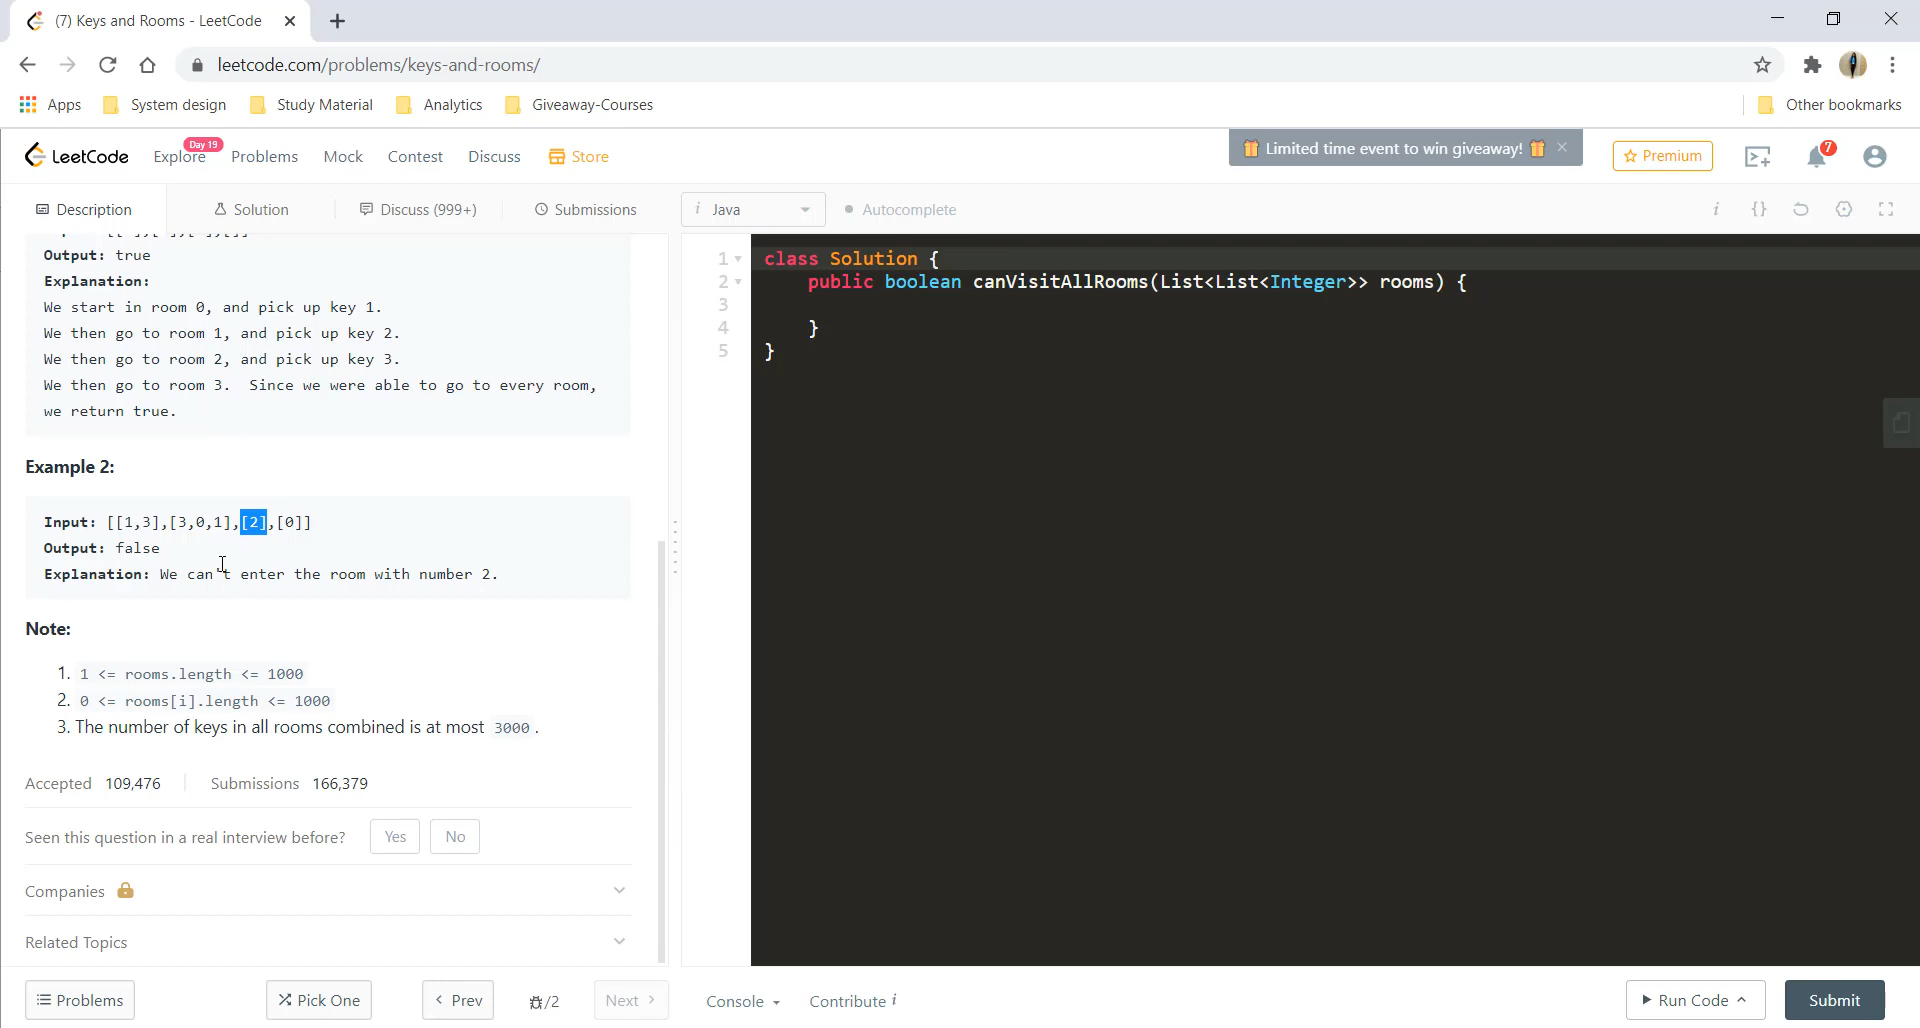 (7) Keys and Rooms - LeetCode
leetcode.com/problems/keys-and-rooms/
Apps System design Study Material Analytics Giveaway-Courses Other bookmarks
LeetCode Explore Day 19 Problems Mock Contest Discuss Store Limited time event to win giveaway! Premium 7
Description Solution Discuss (999+) Submissions i Java Autocomplete i {}
Output: true
Explanation:
We start in room 0, and pick up key 1.
We then go to room 1, and pick up key 2.
We then go to room 2, and pick up key 3.
We then go to room 3. Since we were able to go to every room,
we return true.
Example 2:
Input: [[1,3],[3,0,1],[2],[0]]
Output: false
Explanation: We can't enter the room with number 2.
Note:
1. 1 <= rooms.length <= 1000
2. 0 <= rooms[i].length <= 1000
3. The number of keys in all rooms combined is at most 3000.
Accepted 109,476 Submissions 166,379
Seen this question in a real interview before? Yes No
Companies
Related Topics
1 class Solution {
2 public boolean canVisitAllRooms(List<List<Integer>> rooms) {
3
4 }
5 }
Problems Pick One < Prev /2 Next > Console Contribute i Run Code Submit